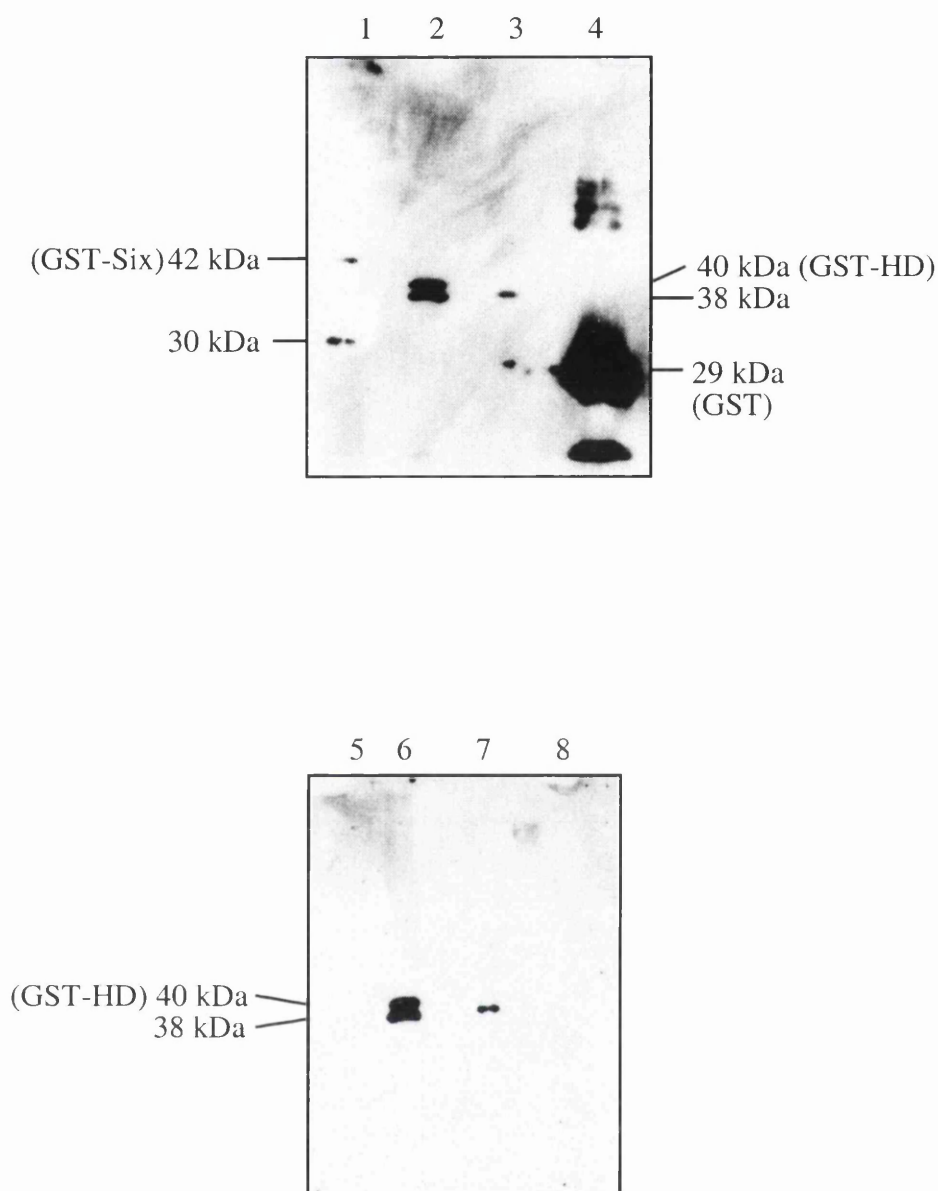 1 2 3 4
(GST-Six) 42 kDa
40 kDa (GST-HD)
38 kDa
30 kDa
29 kDa
(GST)
5 6 7 8
(GST-HD) 40 kDa
38 kDa